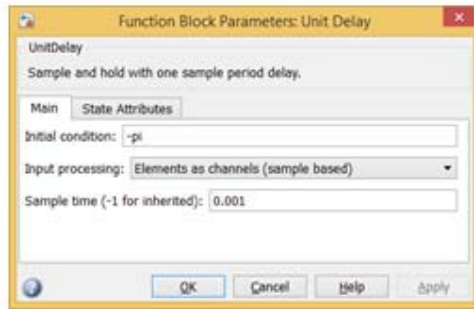 Function Block Parameters: Unit Delay
UnitDelay
Sample and hold with one sample period delay.
Main State Attributes
Initial condition: -pi
Input processing: Elements as channels (sample based)
Sample time (-1 for inherited): 0.001
OK Cancel Help Apply